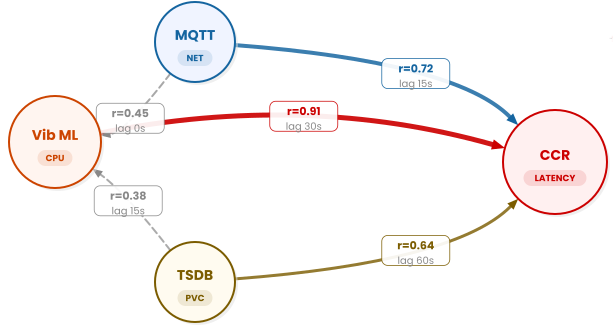 MQTT
NET
r=0.72
lag 15s
r=0.45
lag 0s
r=0.91
lag 30s
Vib ML
CPU
CCR
LATENCY
r=0.38
lag 15s
r=0.64
lag 60s
TSDB
PVC